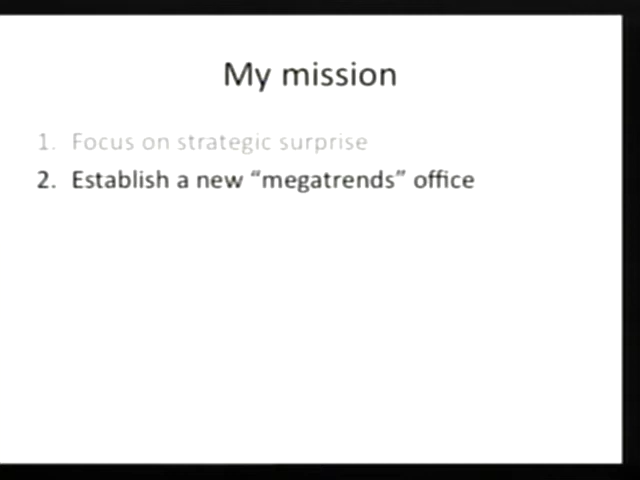 My mission
1. Focus on strategic surprise
2. Establish a new “megatrends” office